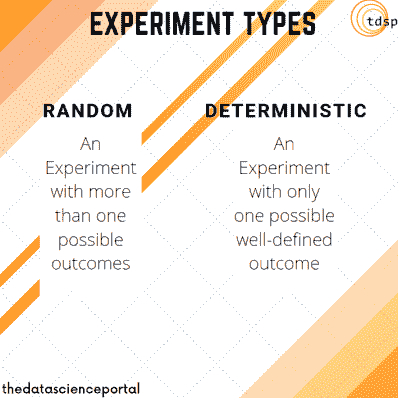 EXPERIMENT TYPES
tdsp
RANDOM
An
Experiment
with more
than one
possible
outcomes
DETERMINISTIC
An
Experiment
with only
one possible
well-defined
outcome
thedatascienceportal